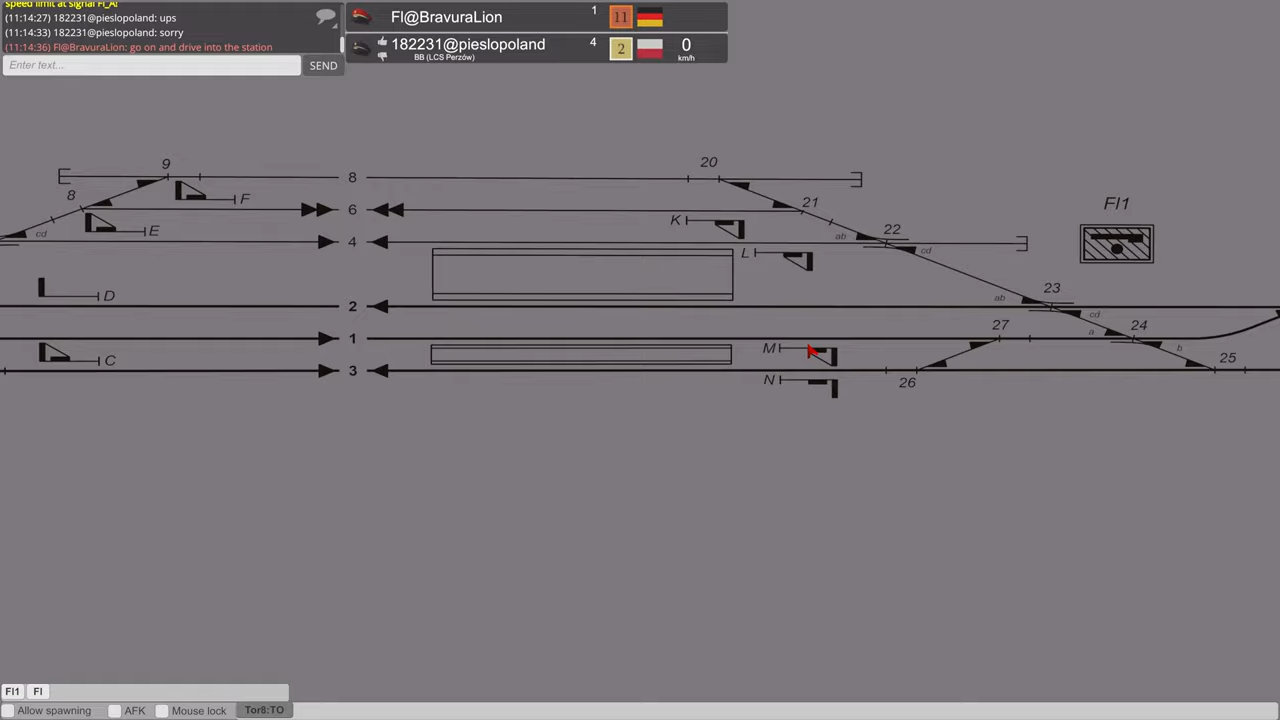 speed limit at signal Fl_A!
(11:14:27) 182231@pieslopoland: ups
(11:14:33) 182231@pieslopoland: sorry
(11:14:36) Fl@BravuraLion: go on and drive into the station
Enter text...
SEND
Fl@BravuraLion 1 11
182231@pieslopoland 4 2 0
BB (LCS Perzów) km/h
9 8 20
8 F 6 21 Fl1
E K 22
cd 4 ab cd
L
D 23
2 ab
cd
1 27 24
M a b
C 25
3 26
N
Fl1 Fl
Allow spawning AFK Mouse lock Tor8:TO